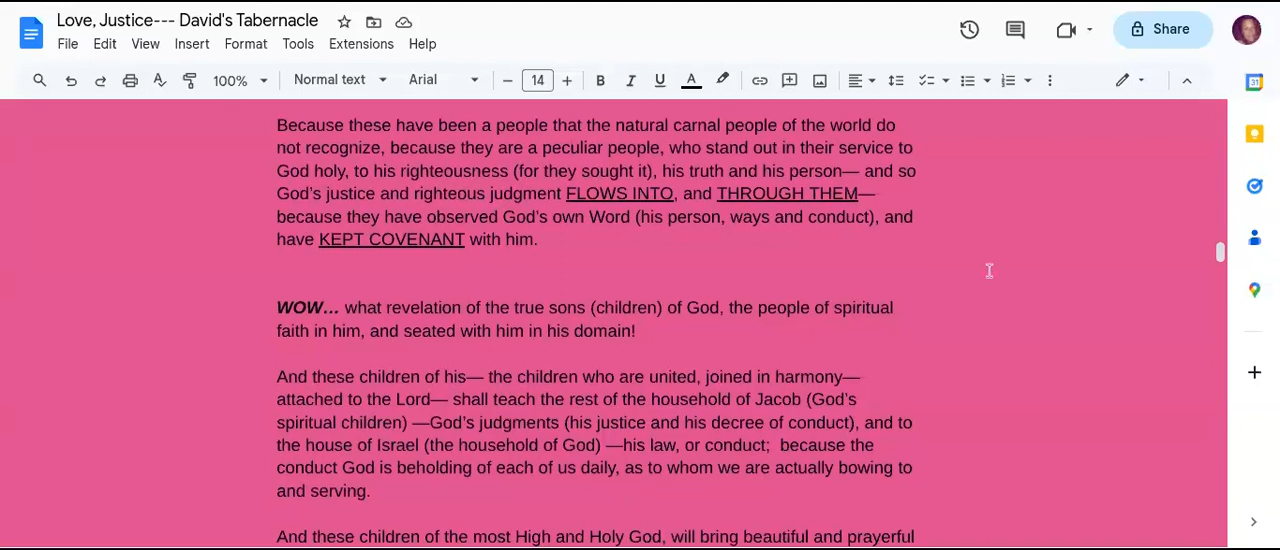 Love, Justice--- David's Tabernacle
File Edit View Insert Format Tools Extensions Help
Share
100% Normal text Arial 14
Because these have been a people that the natural carnal people of the world do
not recognize, because they are a peculiar people, who stand out in their service to
God holy, to his righteousness (for they sought it), his truth and his person— and so
God's justice and righteous judgment FLOWS INTO, and THROUGH THEM—
because they have observed God's own Word (his person, ways and conduct), and
have KEPT COVENANT with him.
WOW… what revelation of the true sons (children) of God, the people of spiritual
faith in him, and seated with him in his domain!
And these children of his— the children who are united, joined in harmony—
attached to the Lord— shall teach the rest of the household of Jacob (God's
spiritual children) —God's judgments (his justice and his decree of conduct), and to
the house of Israel (the household of God) —his law, or conduct;  because the
conduct God is beholding of each of us daily, as to whom we are actually bowing to
and serving.
And these children of the most High and Holy God, will bring beautiful and prayerful